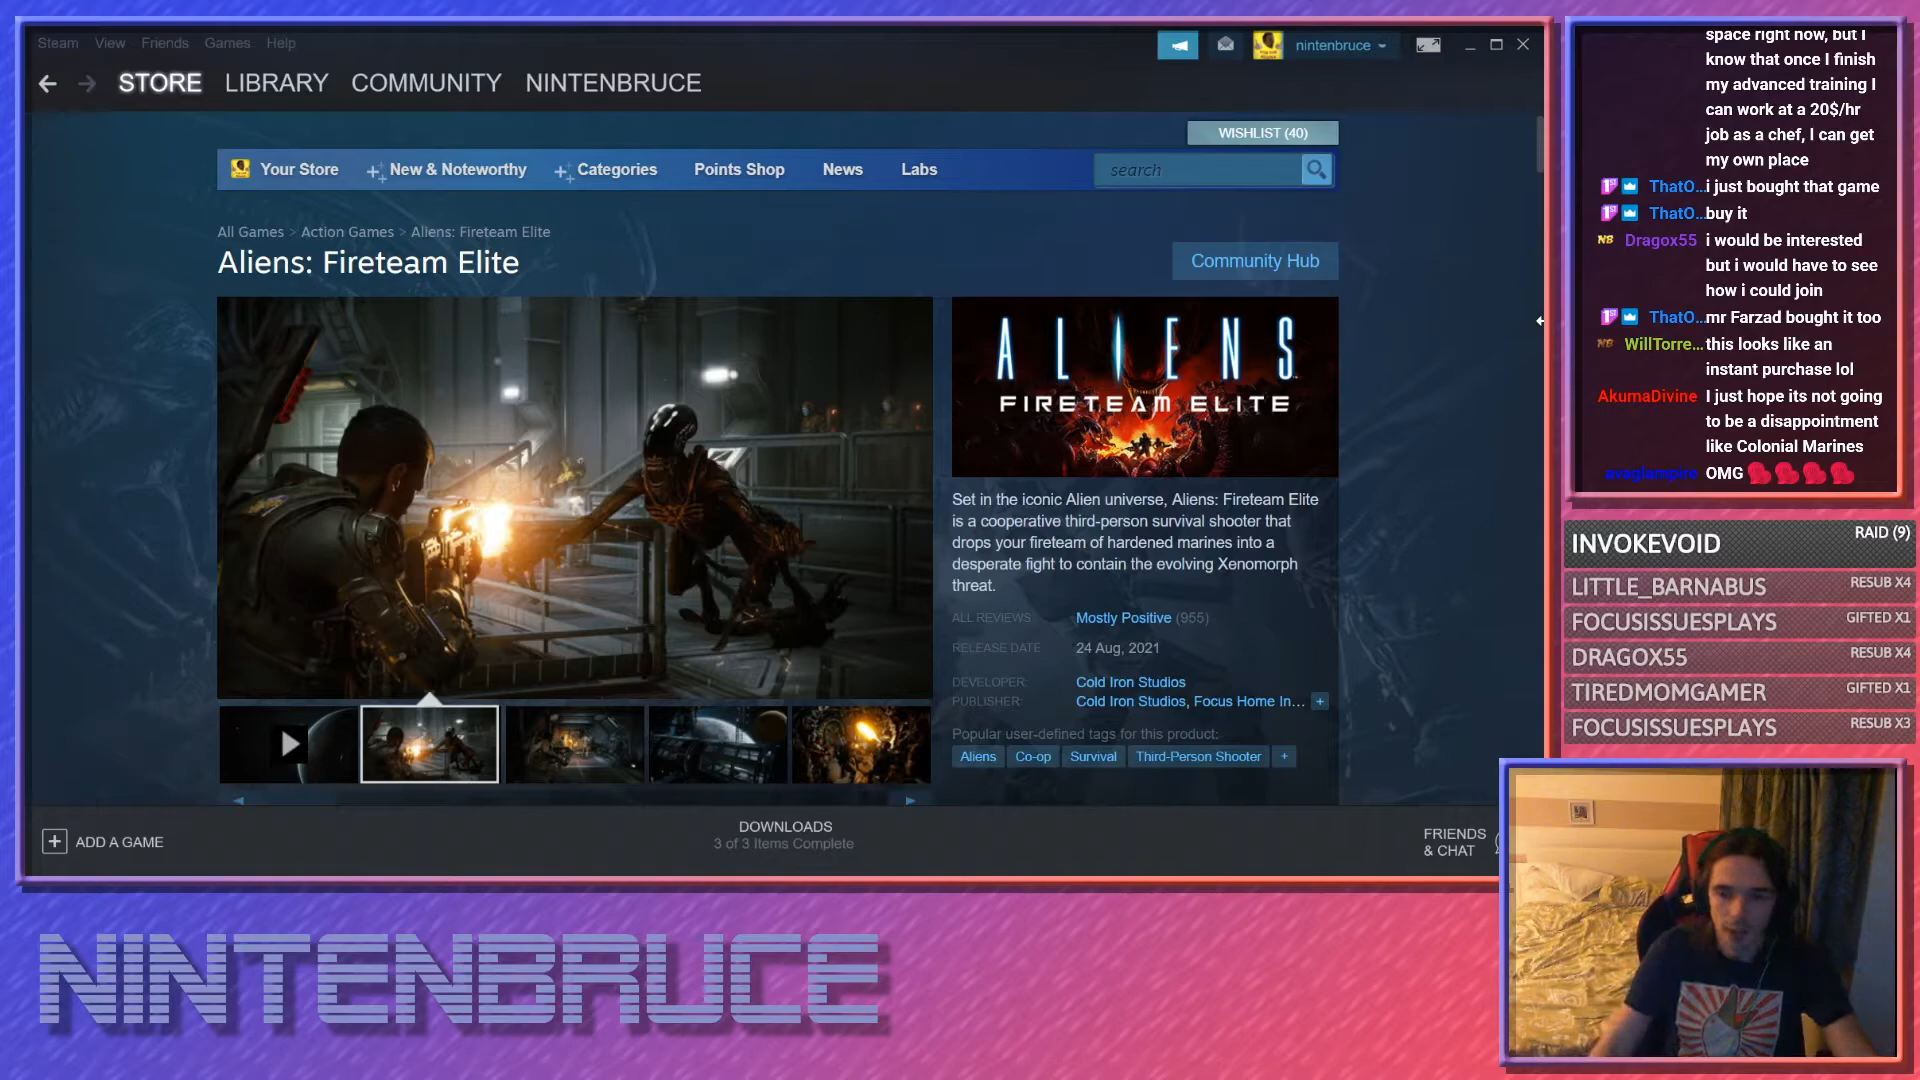 Steam View Friends Games Help
nintenbruce
STORE LIBRARY COMMUNITY NINTENBRUCE
WISHLIST (40)
Your Store New & Noteworthy Categories Points Shop News Labs
search
All Games > Action Games > Aliens: Fireteam Elite
Aliens: Fireteam Elite
Community Hub
ALIENS
FIRETEAM ELITE
Set in the iconic Alien universe, Aliens: Fireteam Elite
is a cooperative third-person survival shooter that
drops your fireteam of hardened marines into a
desperate fight to contain the evolving Xenomorph
threat.
ALL REVIEWS: Mostly Positive (955)
RELEASE DATE: 24 Aug, 2021
DEVELOPER: Cold Iron Studios
PUBLISHER: Cold Iron Studios, Focus Home In... +
Popular user-defined tags for this product:
Aliens Co-op Survival Third-Person Shooter +
+ ADD A GAME
DOWNLOADS
3 of 3 Items Complete
FRIENDS
& CHAT
NINTENBRUCE
space right now, but I
know that once I finish
my advanced training I
can work at a 20$/hr
job as a chef, I can get
my own place
ThatO... i just bought that game
ThatO... buy it
NB Dragox55 i would be interested
but i would have to see
how i could join
ThatO... mr Farzad bought it too
NB WillTorre... this looks like an
instant purchase lol
AkumaDivine I just hope its not going
to be a disappointment
like Colonial Marines
avaglampire OMG
INVOKEVOID RAID (9)
LITTLE_BARNABUS RESUB X4
FOCUSISSUESPLAYS GIFTED X1
DRAGOX55 RESUB X4
TIREDMOMGAMER GIFTED X1
FOCUSISSUESPLAYS RESUB X3